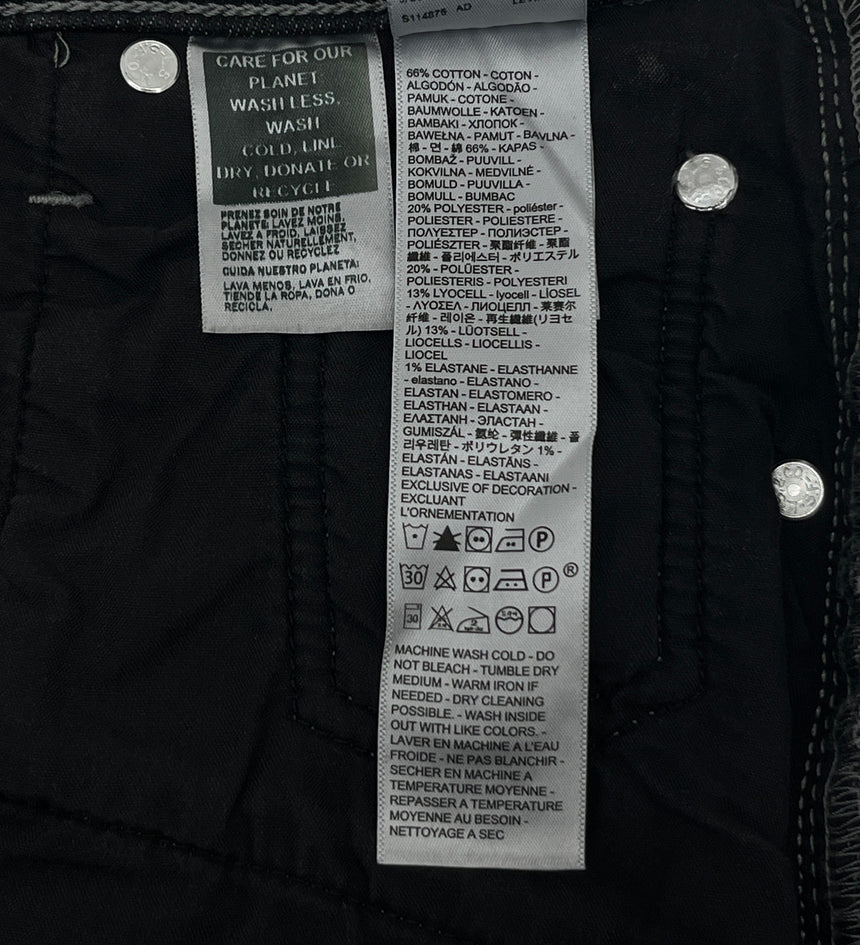 S114876 AD
CARE FOR OUR
PLANET
WASH LESS,
WASH
COLD, LINE
DRY, DONATE OR
RECYCLE
PRENEZ SOIN DE NOTRE
PLANETE: LAVEZ MOINS,
LAVEZ A FROID, LAISSEZ
SECHER NATURELLEMENT,
DONNEZ OU RECYCLEZ
CUIDA NUESTRO PLANETA:
LAVA MENOS, LAVA EN FRIO,
TIENDE LA ROPA, DONA O
RECICLA.
66% COTTON - COTON -
ALGODÓN - ALGODÃO -
PAMUK - COTONE -
BAUMWOLLE - KATOEN -
ΒΑΜΒΑΚΙ - ХЛОПОК -
BAWEŁNA - PAMUT - BAVLNA -
棉 - 면 - 綿 66% - KAPAS -
BOMBAŽ - PUUVILL -
KOKVILNA - MEDVILNĖ -
BOMULD - PUUVILLA -
BOMULL - BUMBAC
20% POLYESTER - poliéster -
POLIESTER - POLIESTERE -
ΠΟΛΥΕΣΤΕΡ - ПОЛИЭСТЕР -
POLIÉSZTER - 聚酯纤维 - 聚酯
纖維 - 폴리에스터 - ポリエステル
20% - POLÜESTER -
POLIESTERIS - POLYESTERI
13% LYOCELL - lyocell - LİOSEL
- ΛΥΟΣΕΛ - ЛИОЦЕЛЛ - 莱赛尔
纤维 - 레이온 - 再生纖維(リヨセ
ル) 13% - LÜOTSELL -
LIOCELLS - LIOCELLIS -
LIOCEL
1% ELASTANE - ELASTHANNE
- elastano - ELASTANO -
ELASTAN - ELASTOMERO -
ELASTHAN - ELASTAAN -
ΕΛΑΣΤΑΝΗ - ЭЛАСТАН -
GUMISZÁL - 氨纶 - 彈性纖維 - 폴
리우레탄 - ポリウレタン 1% -
ELASTÁN - ELASTĀNS -
ELASTANAS - ELASTAANI
EXCLUSIVE OF DECORATION -
EXCLUANT
L'ORNEMENTATION
P
30 P ®
30
MACHINE WASH COLD - DO
NOT BLEACH - TUMBLE DRY
MEDIUM - WARM IRON IF
NEEDED - DRY CLEANING
POSSIBLE. - WASH INSIDE
OUT WITH LIKE COLORS. -
LAVER EN MACHINE A L'EAU
FROIDE - NE PAS BLANCHIR -
SECHER EN MACHINE A
TEMPERATURE MOYENNE -
REPASSER A TEMPERATURE
MOYENNE AU BESOIN -
NETTOYAGE A SEC